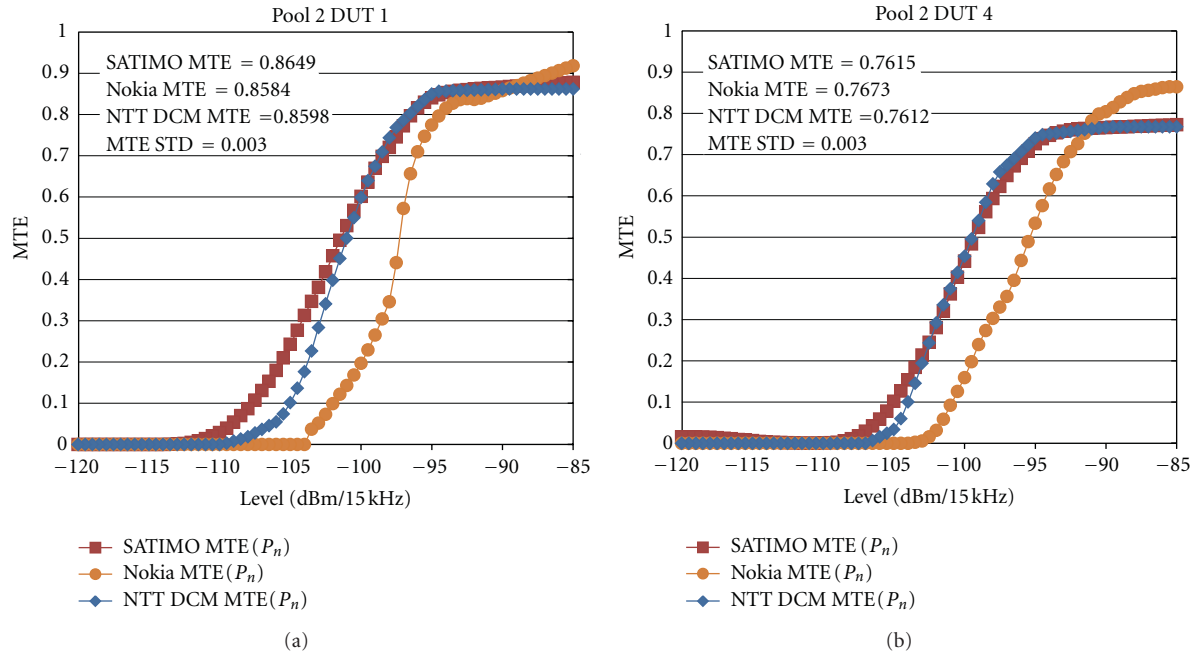 Pool 2 DUT 1
1
0.9
0.8
0.7
0.6
0.5
0.4
0.3
0.2
0.1
0
MTE
SATIMO MTE = 0.8649
Nokia MTE = 0.8584
NTT DCM MTE = 0.8598
MTE STD = 0.003
−120 −115 −110 −105 −100 −95 −90 −85
Level (dBm/15 kHz)
SATIMO MTE(Pn)
Nokia MTE(Pn)
NTT DCM MTE(Pn)
(a)
Pool 2 DUT 4
1
0.9
0.8
0.7
0.6
0.5
0.4
0.3
0.2
0.1
0
MTE
SATIMO MTE = 0.7615
Nokia MTE = 0.7673
NTT DCM MTE = 0.7612
MTE STD = 0.003
−120 −115 −110 −105 −100 −95 −90 −85
Level (dBm/15 kHz)
SATIMO MTE(Pn)
Nokia MTE(Pn)
NTT DCM MTE(Pn)
(b)